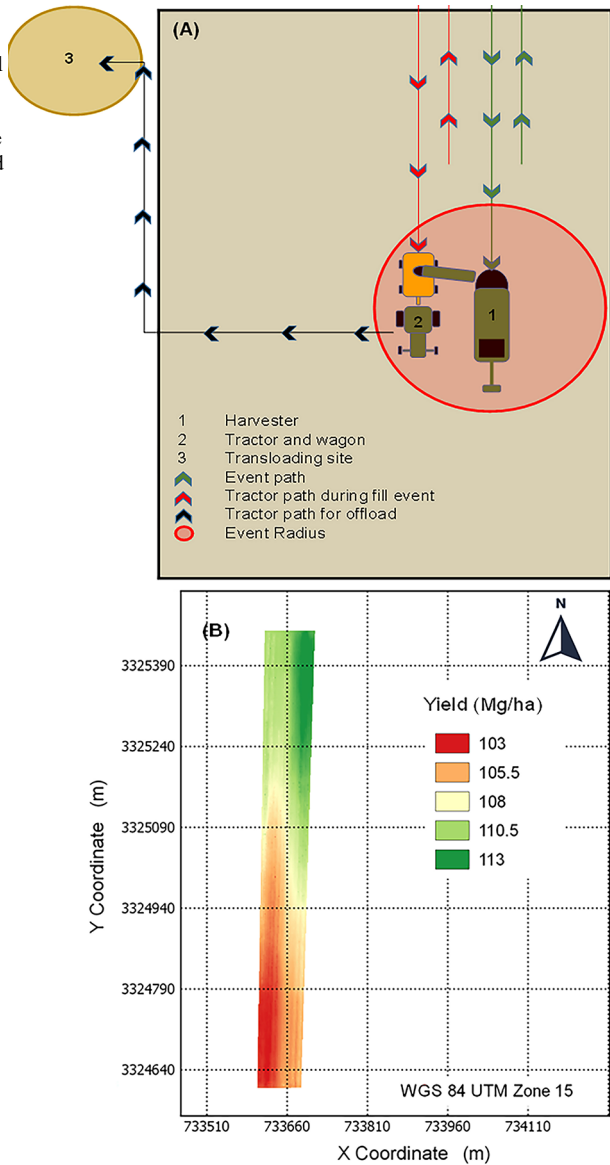 (A)
3
1
2
1 Harvester
2 Tractor and wagon
3 Transloading site
Event path
Tractor path during fill event
Tractor path for offload
Event Radius
(B)
N
Yield (Mg/ha)
103
105.5
108
110.5
113
Y Coordinate (m)
3325390
3325240
3325090
3324940
3324790
3324640
WGS 84 UTM Zone 15
733510 733660 733810 733960 734110
X Coordinate (m)